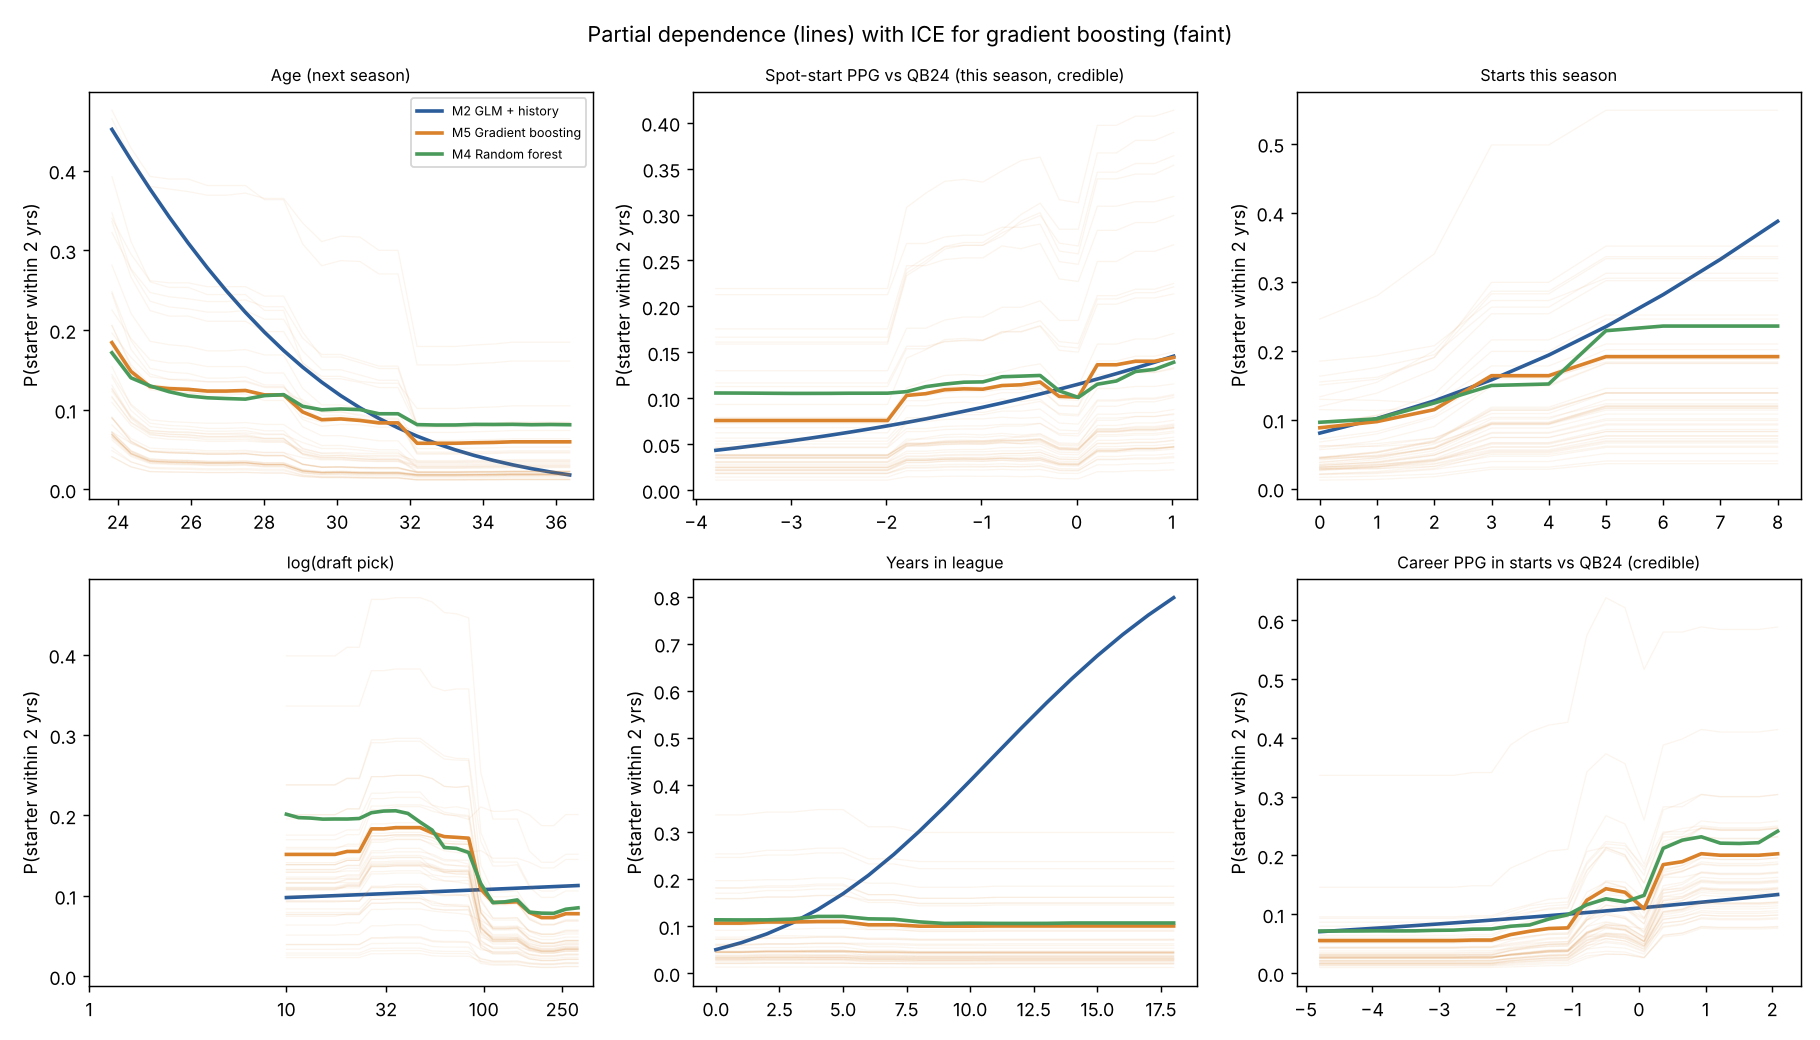 Partial dependence (lines) with ICE for gradient boosting (faint)
Age (next season)
P(starter within 2 yrs)
0.4
0.3
0.2
0.1
0.0
24 26 28 30 32 34 36
M2 GLM + history
M5 Gradient boosting
M4 Random forest
Spot-start PPG vs QB24 (this season, credible)
P(starter within 2 yrs)
0.40
0.35
0.30
0.25
0.20
0.15
0.10
0.05
0.00
−4 −3 −2 −1 0 1
Starts this season
P(starter within 2 yrs)
0.5
0.4
0.3
0.2
0.1
0.0
0 1 2 3 4 5 6 7 8
log(draft pick)
P(starter within 2 yrs)
0.4
0.3
0.2
0.1
0.0
1 10 32 100 250
Years in league
P(starter within 2 yrs)
0.8
0.7
0.6
0.5
0.4
0.3
0.2
0.1
0.0
0.0 2.5 5.0 7.5 10.0 12.5 15.0 17.5
Career PPG in starts vs QB24 (credible)
P(starter within 2 yrs)
0.6
0.5
0.4
0.3
0.2
0.1
0.0
−5 −4 −3 −2 −1 0 1 2